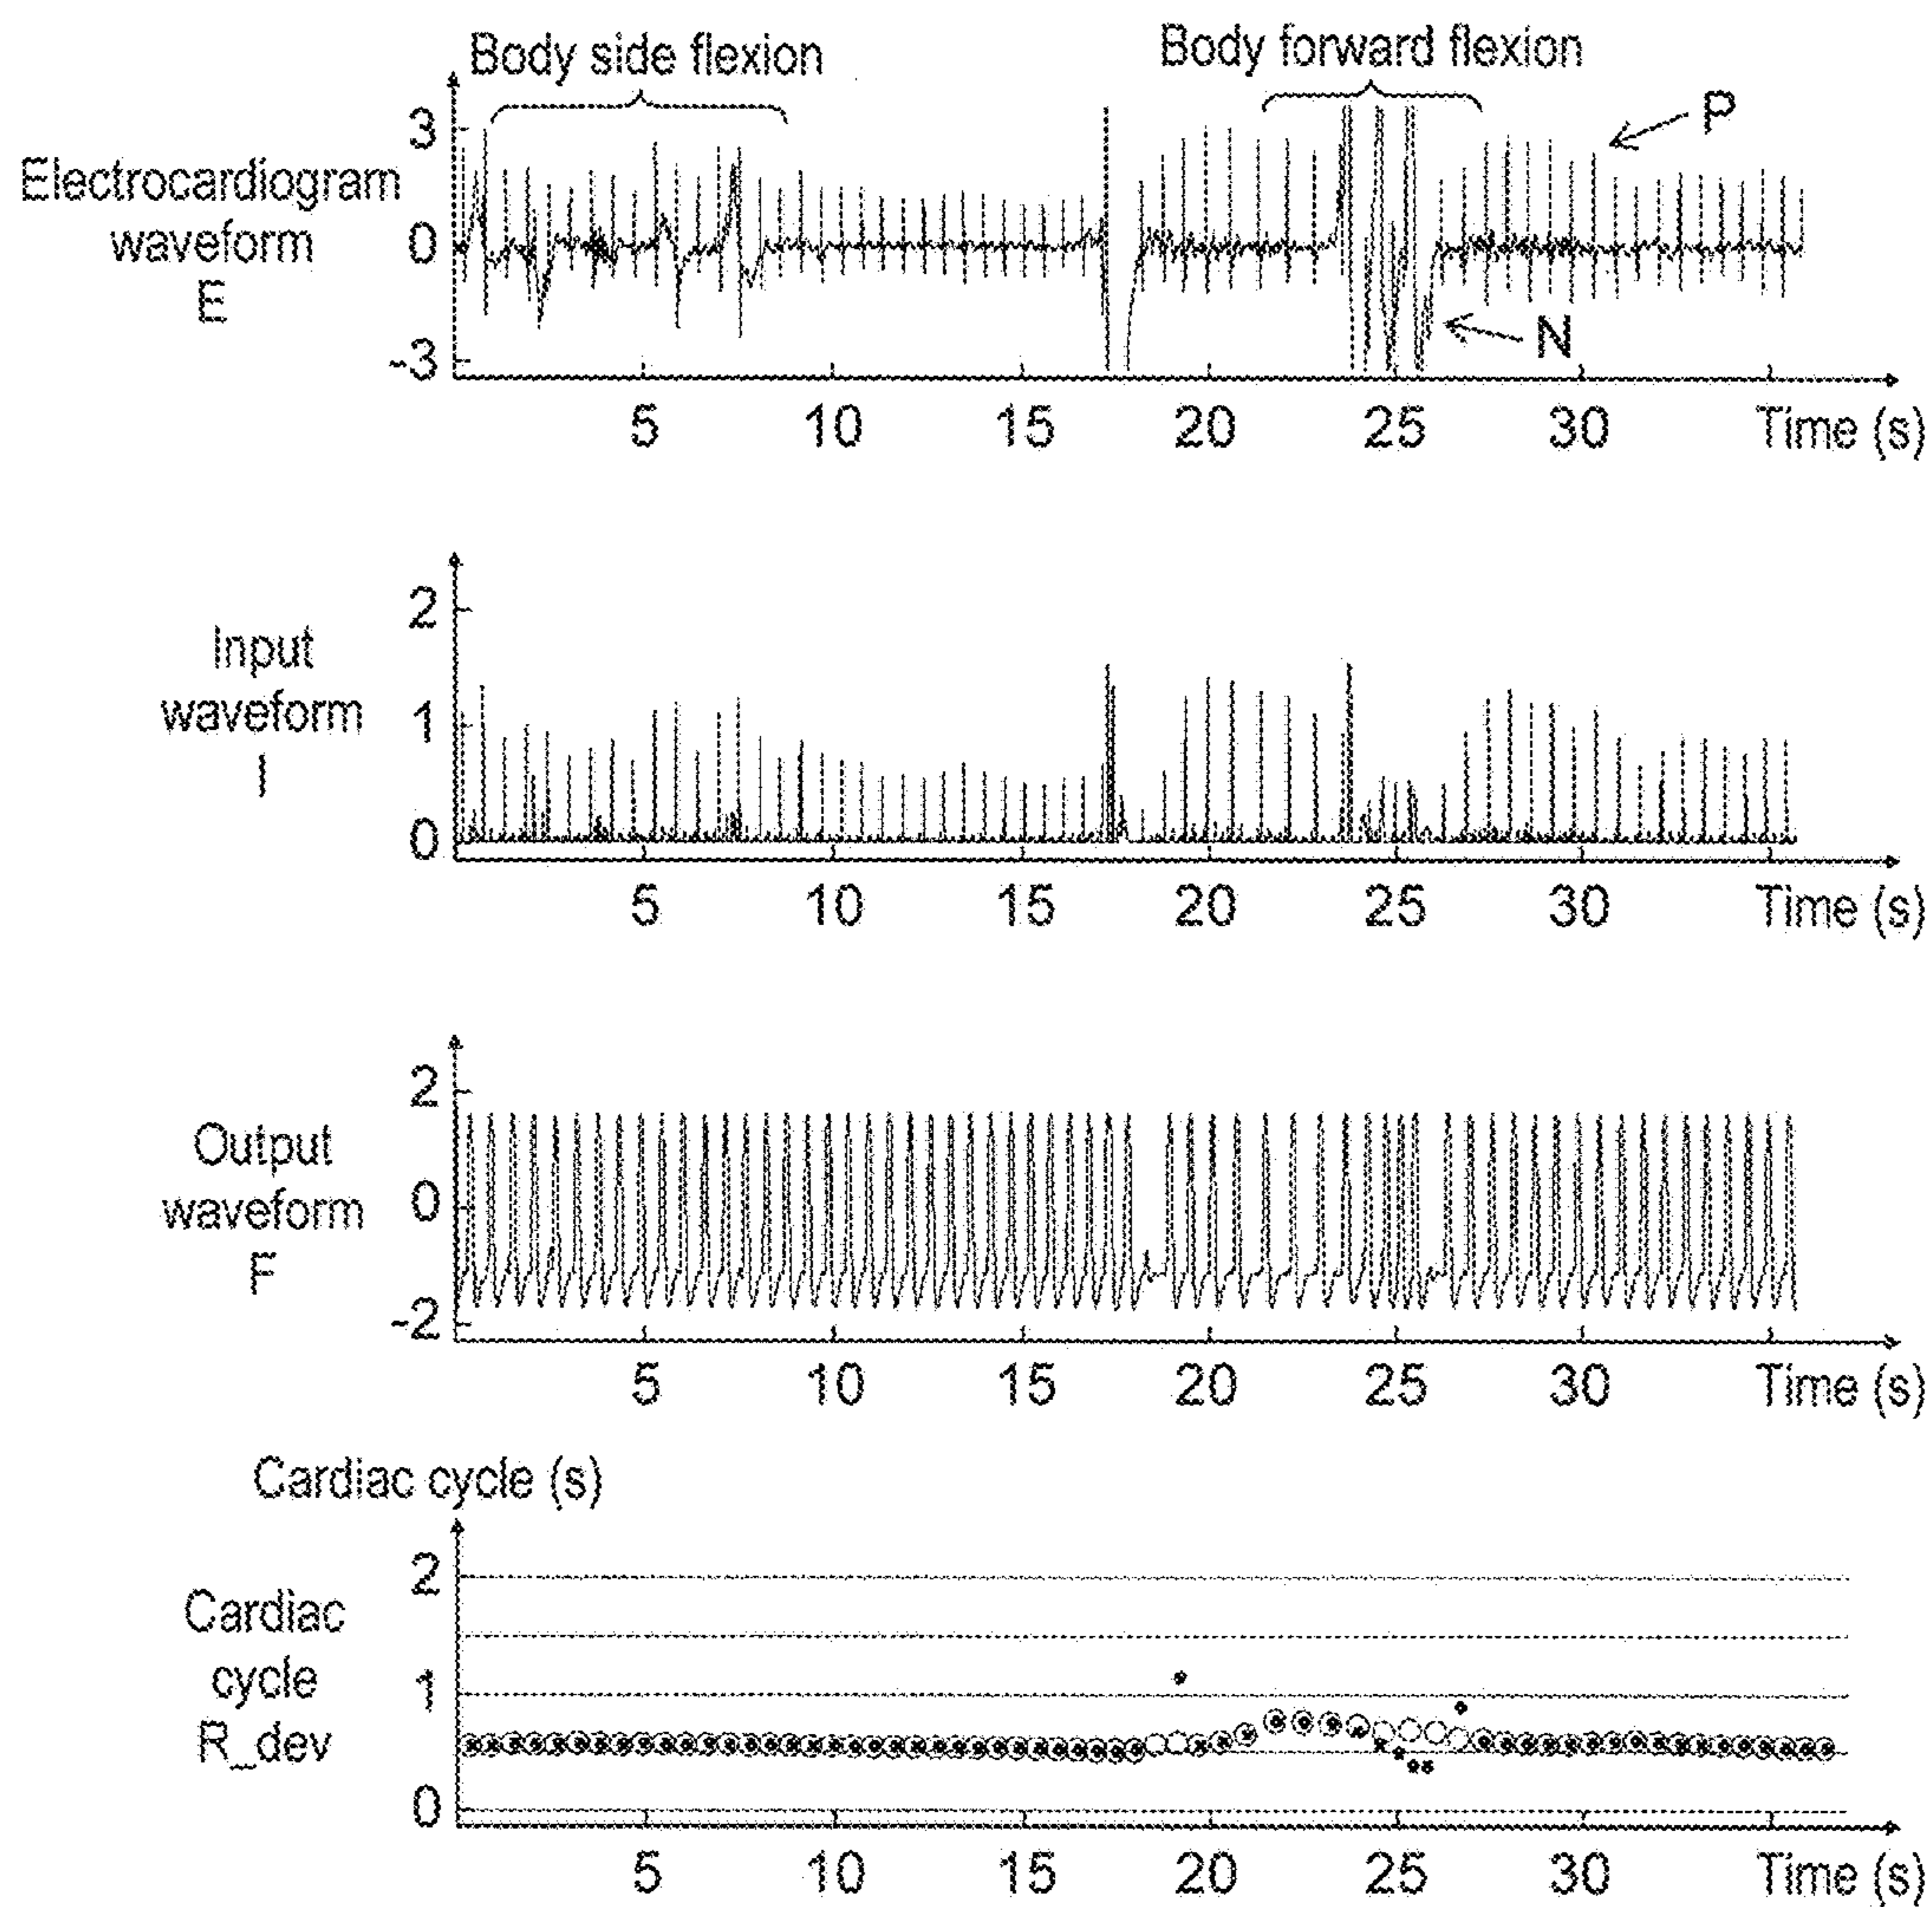 Body side flexion
Body forward flexion
P
3
Electrocardiogram
waveform
E
0
N
-3
5 10 15 20 25 30 Time (s)
2
Input
waveform
I
1
0
5 10 15 20 25 30 Time (s)
2
Output
waveform
F
0
-2
5 10 15 20 25 30 Time (s)
Cardiac cycle (s)
2
Cardiac
cycle
R_dev
1
0
5 10 15 20 25 30 Time (s)